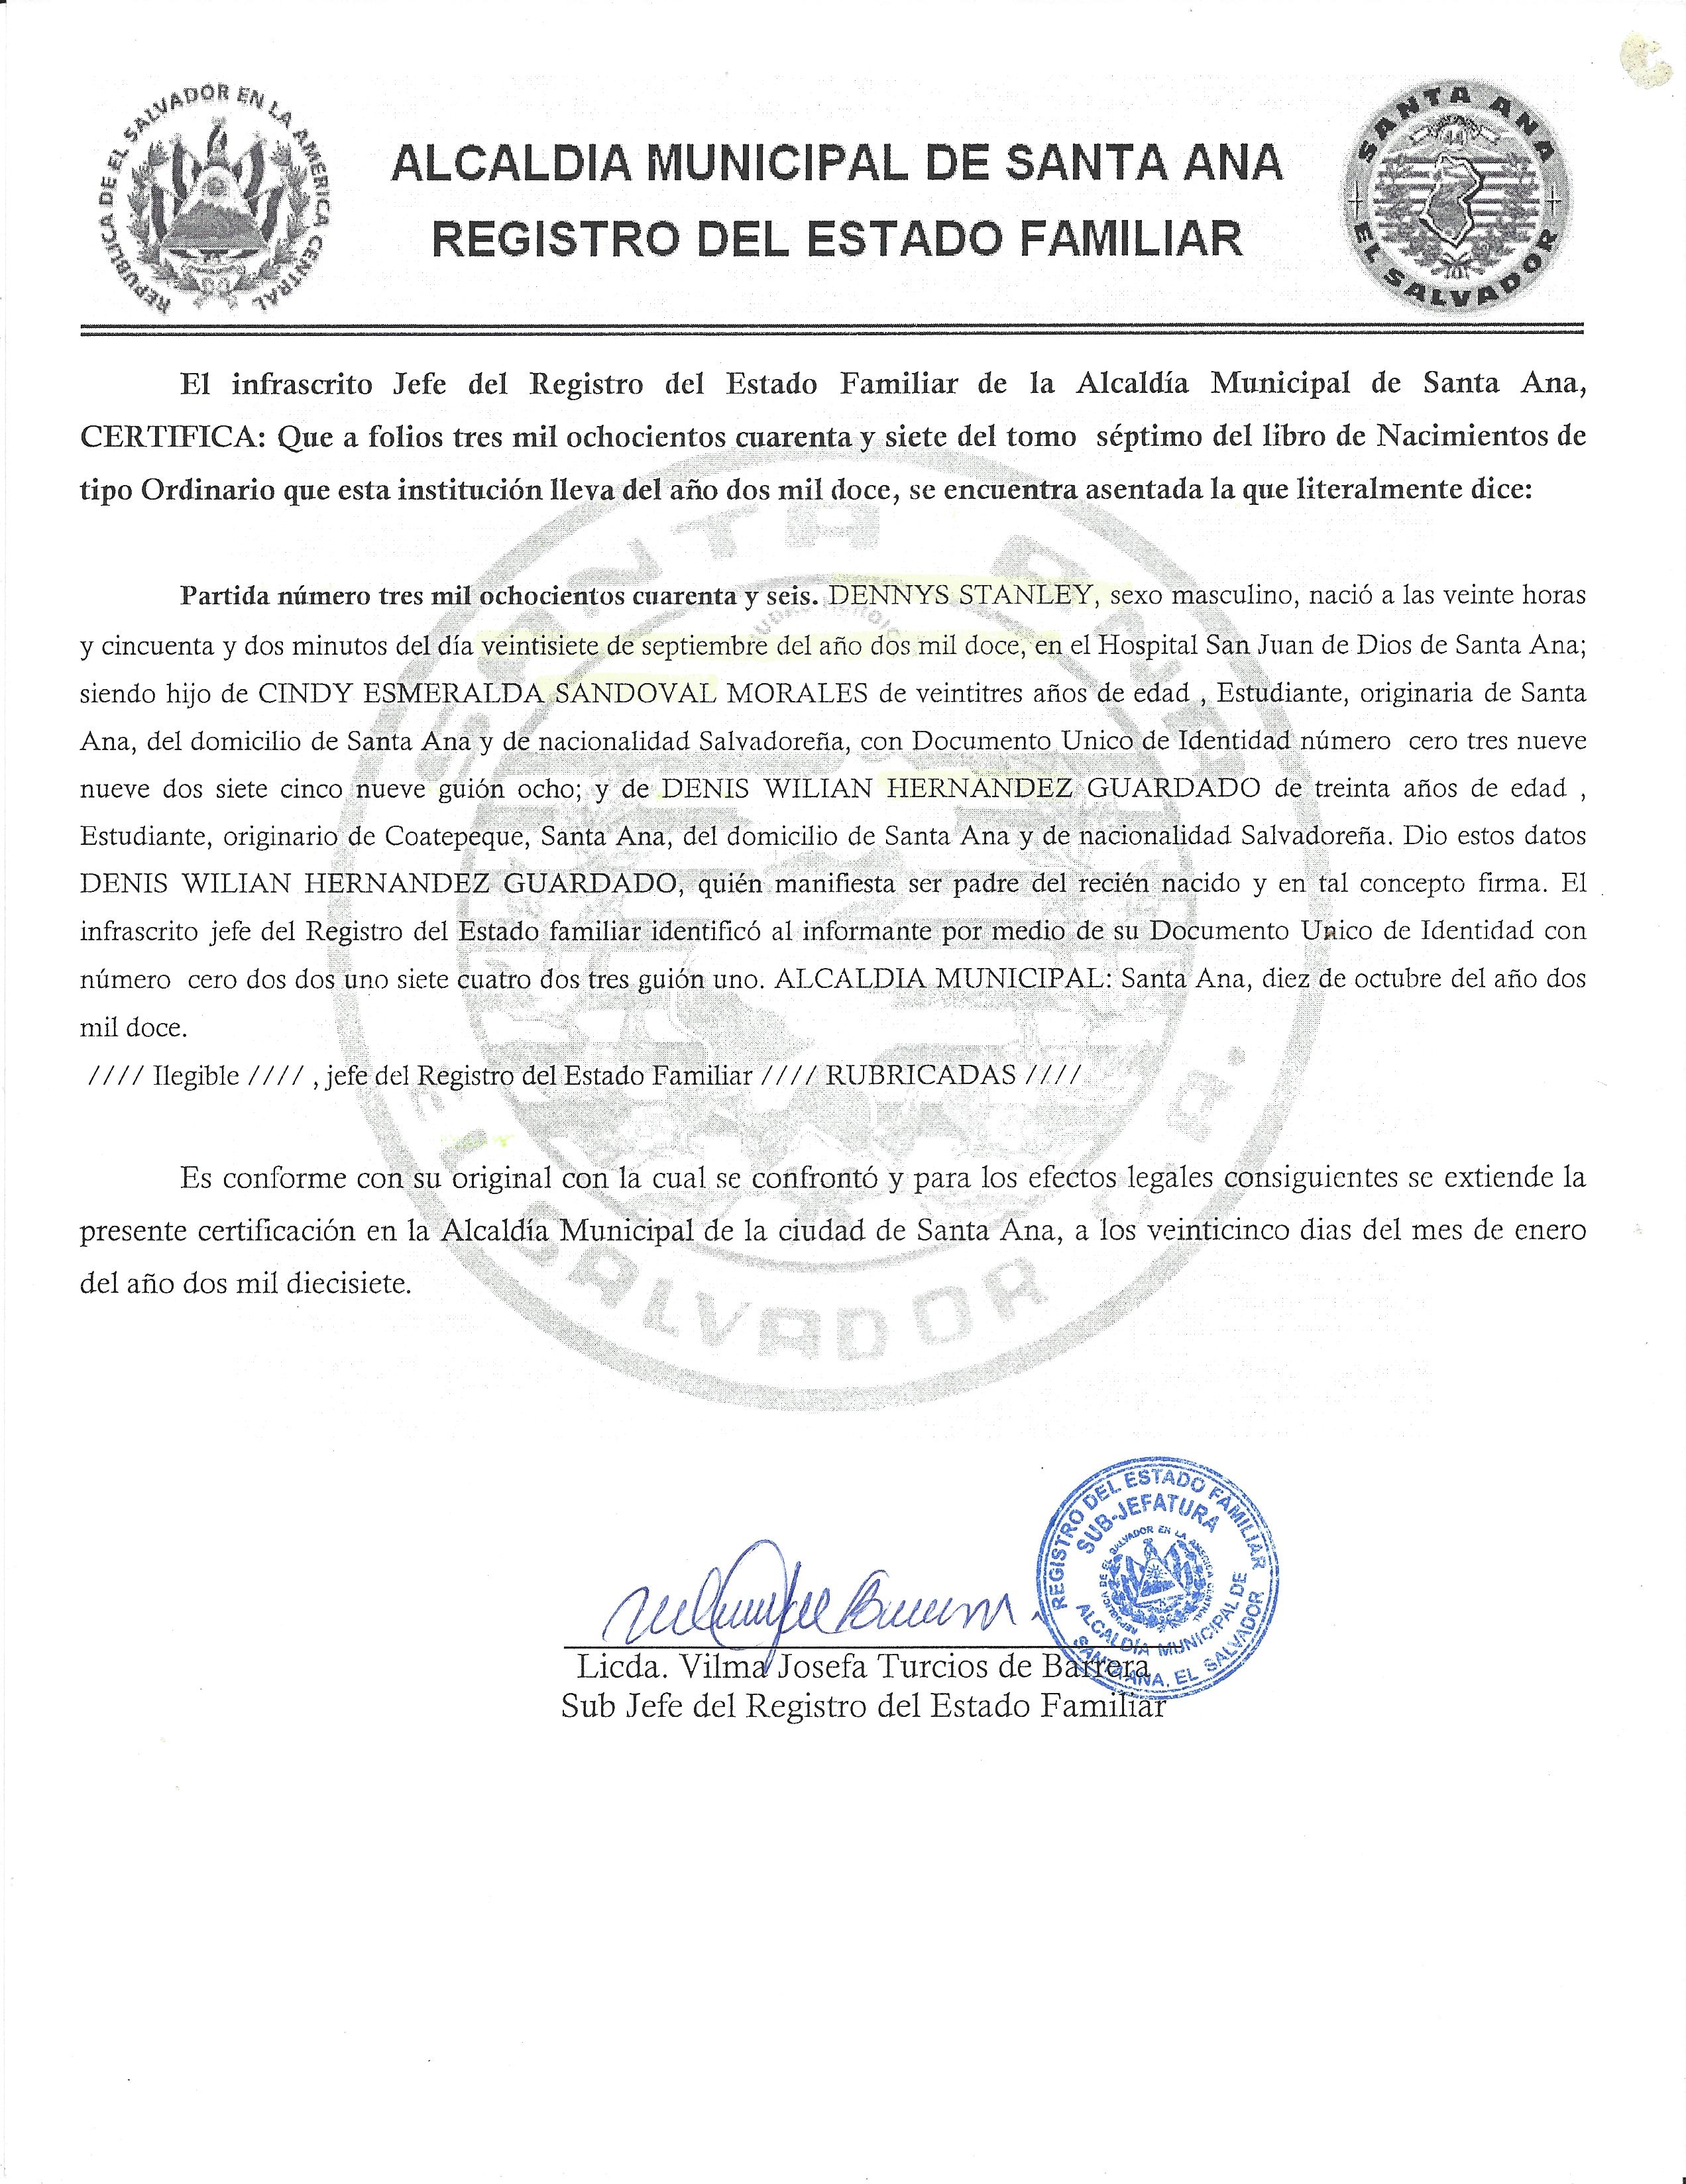 REPUBLICA DE EL SALVADOR EN LA AMERICA CENTRAL
ALCALDIA MUNICIPAL DE SANTA ANA
REGISTRO DEL ESTADO FAMILIAR
SANTA ANA
EL SALVADOR
El infrascrito Jefe del Registro del Estado Familiar de la Alcaldía Municipal de Santa Ana,
CERTIFICA: Que a folios tres mil ochocientos cuarenta y siete del tomo séptimo del libro de Nacimientos de
tipo Ordinario que esta institución lleva del año dos mil doce, se encuentra asentada la que literalmente dice:
Partida número tres mil ochocientos cuarenta y seis. DENNYS STANLEY, sexo masculino, nació a las veinte horas
y cincuenta y dos minutos del día veintisiete de septiembre del año dos mil doce, en el Hospital San Juan de Dios de Santa Ana;
siendo hijo de CINDY ESMERALDA SANDOVAL MORALES de veintitres años de edad , Estudiante, originaria de Santa
Ana, del domicilio de Santa Ana y de nacionalidad Salvadoreña, con Documento Unico de Identidad número cero tres nueve
nueve dos siete cinco nueve guión ocho; y de DENIS WILIAN HERNANDEZ GUARDADO de treinta años de edad ,
Estudiante, originario de Coatepeque, Santa Ana, del domicilio de Santa Ana y de nacionalidad Salvadoreña. Dio estos datos
DENIS WILIAN HERNANDEZ GUARDADO, quién manifiesta ser padre del recién nacido y en tal concepto firma. El
infrascrito jefe del Registro del Estado familiar identificó al informante por medio de su Documento Unico de Identidad con
número cero dos dos uno siete cuatro dos tres guión uno. ALCALDIA MUNICIPAL: Santa Ana, diez de octubre del año dos
mil doce.
//// Ilegible //// , jefe del Registro del Estado Familiar //// RUBRICADAS ////
Es conforme con su original con la cual se confrontó y para los efectos legales consiguientes se extiende la
presente certificación en la Alcaldía Municipal de la ciudad de Santa Ana, a los veinticinco dias del mes de enero
del año dos mil diecisiete.
REGISTRO DEL ESTADO FAMILIAR
SUB-JEFATURA
ALCALDÍA MUNICIPAL DE
SANTA ANA, EL SALVADOR
Licda. Vilma Josefa Turcios de Barrera
Sub Jefe del Registro del Estado Familiar